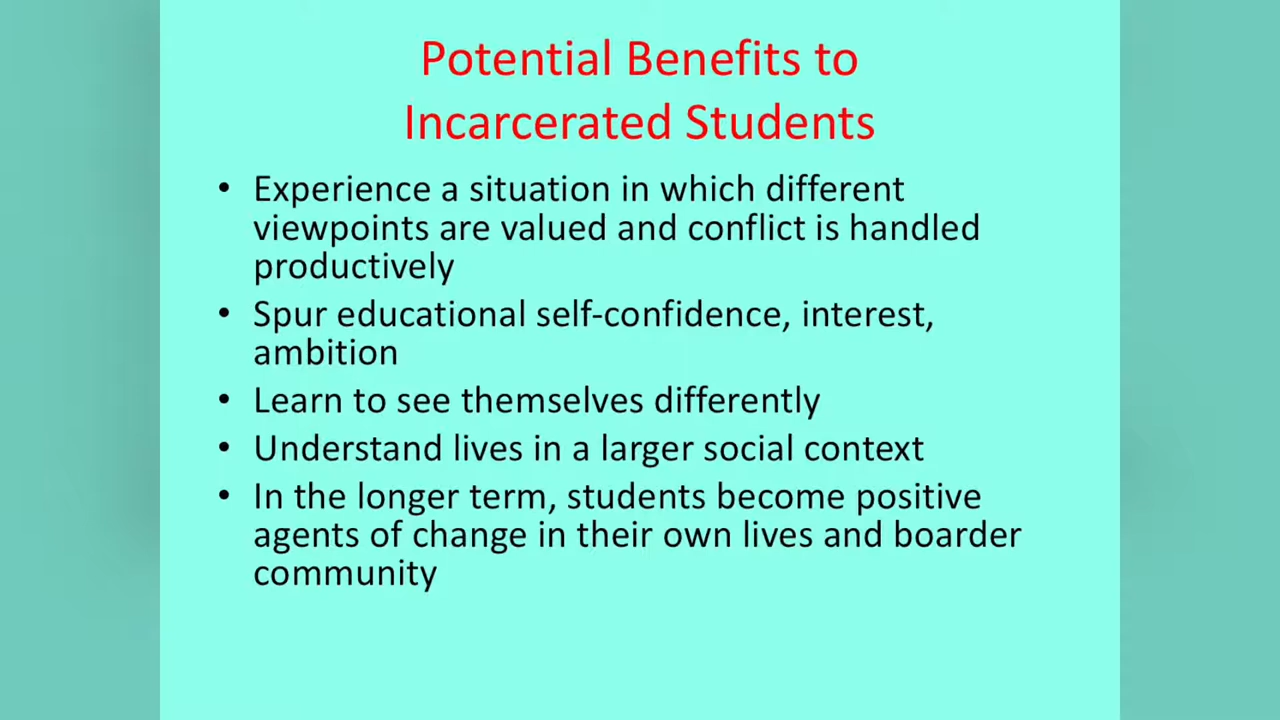 Potential Benefits to
Incarcerated Students
• Experience a situation in which different
viewpoints are valued and conflict is handled
productively
• Spur educational self-confidence, interest,
ambition
• Learn to see themselves differently
• Understand lives in a larger social context
• In the longer term, students become positive
agents of change in their own lives and boarder
community